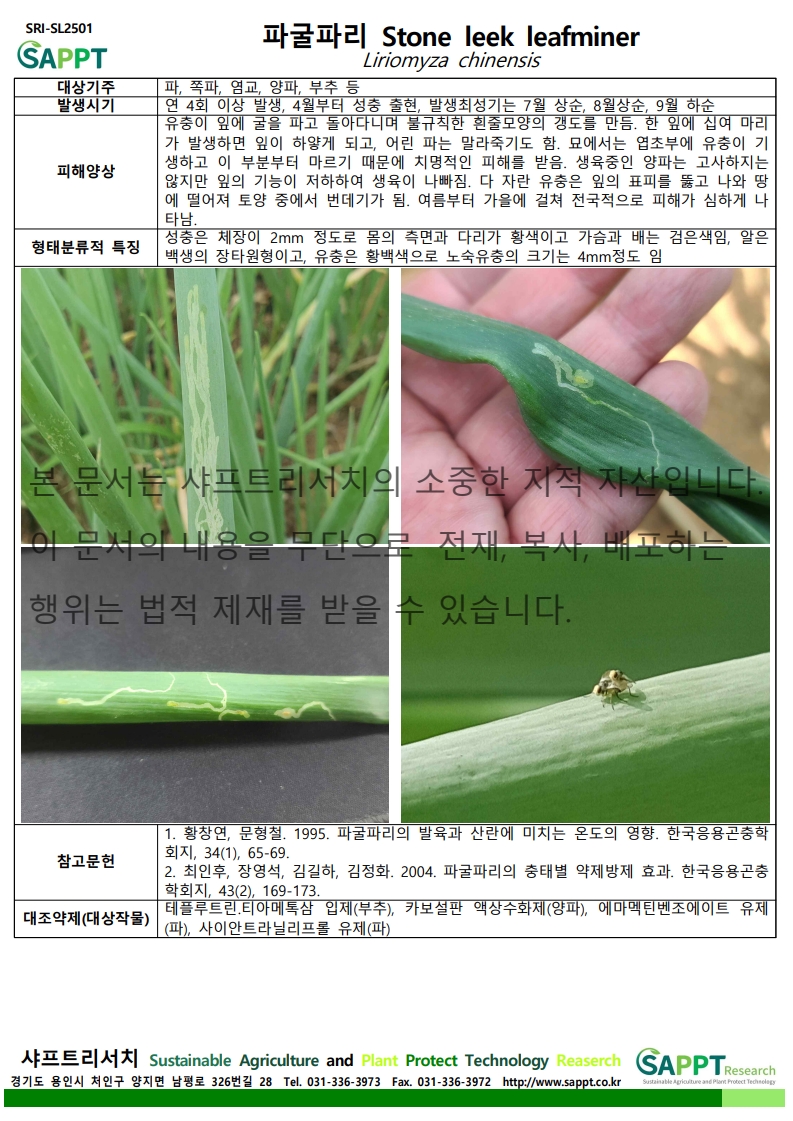 SRI-SL2501
SAPPT
파굴파리 Stone leek leafminer
Liriomyza chinensis
대상기주 파, 쪽파, 염교, 양파, 부추 등
발생시기 연 4회 이상 발생, 4월부터 성충 출현, 발생최성기는 7월 상순, 8월상순, 9월 하순
피해양상
유충이 잎에 굴을 파고 돌아다니며 불규칙한 흰줄모양의 갱도를 만듬. 한 잎에 십여 마리
가 발생하면 잎이 하얗게 되고, 어린 파는 말라죽기도 함. 묘에서는 엽초부에 유충이 기
생하고 이 부분부터 마르기 때문에 치명적인 피해를 받음. 생육중인 양파는 고사하지는
않지만 잎의 기능이 저하하여 생육이 나빠짐. 다 자란 유충은 잎의 표피를 뚫고 나와 땅
에 떨어져 토양 중에서 번데기가 됨. 여름부터 가을에 걸쳐 전국적으로 피해가 심하게 나
타남.
형태분류적 특징
성충은 체장이 2mm 정도로 몸의 측면과 다리가 황색이고 가슴과 배는 검은색임, 알은
백생의 장타원형이고, 유충은 황백색으로 노숙유충의 크기는 4mm정도 임
본 문서는 샤프트리서치의 소중한 지적 자산입니다.
이 문서의 내용을 무단으로 전재, 복사, 배포하는
행위는 법적 제재를 받을 수 있습니다.
참고문헌
1. 황창연, 문형철. 1995. 파굴파리의 발육과 산란에 미치는 온도의 영향. 한국응용곤충학
회지, 34(1), 65-69.
2. 최인후, 장영석, 김길하, 김정화. 2004. 파굴파리의 충태별 약제방제 효과. 한국응용곤충
학회지, 43(2), 169-173.
대조약제(대상작물)
테플루트린.티아메톡삼 입제(부추), 카보설판 액상수화제(양파), 에마멕틴벤조에이트 유제
(파), 사이안트라닐리프롤 유제(파)
샤프트리서치 Sustainable Agriculture and Plant Protect Technology Reaserch
경기도 용인시 처인구 양지면 남평로 326번길 28 Tel. 031-336-3973 Fax. 031-336-3972 http://www.sappt.co.kr
SAPPT Research
Sustainable Agriculture and Plant Protect Technology